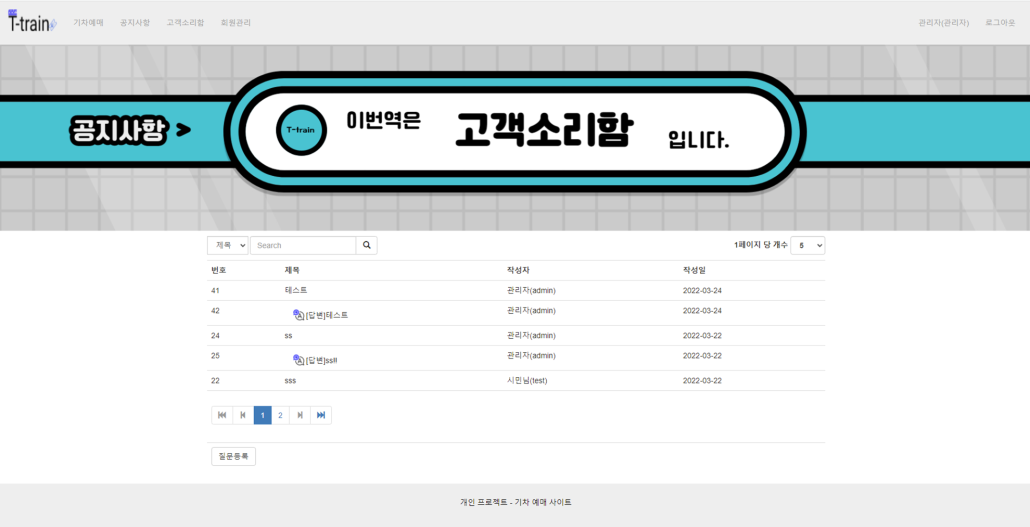 T-train 기차예매 공지사항 고객소리함 회원관리 관리자(관리자) 로그아웃
공지사항 > T-train 이번역은 고객소리함 입니다.
제목 Search 1페이지 당 개수 5
번호 제목 작성자 작성일
41 테스트 관리자(admin) 2022-03-24
42 [답변]테스트 관리자(admin) 2022-03-24
24 ss 관리자(admin) 2022-03-22
25 [답변]ss!! 관리자(admin) 2022-03-22
22 sss 시민님(test) 2022-03-22
1 2
질문등록
개인 프로젝트 - 기차 예매 사이트